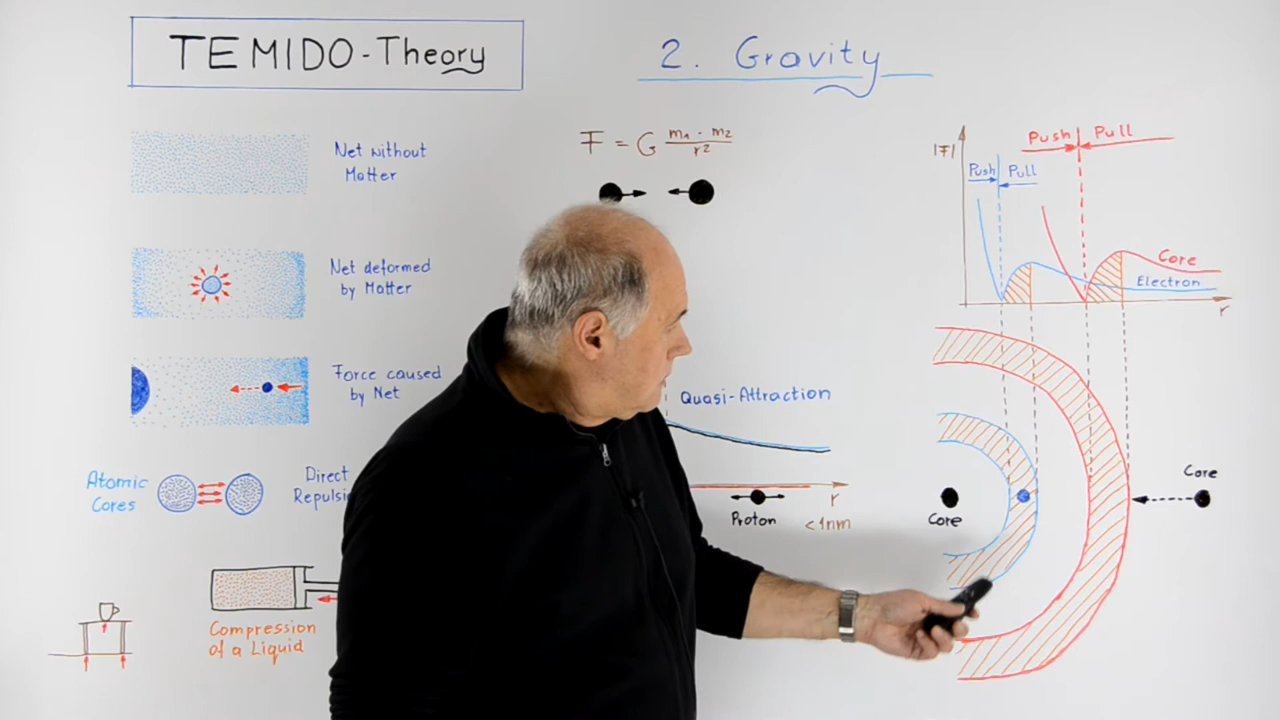 TEMIDO-Theory
2. Gravity
Net without
Matter
Net deformed
by Matter
Force caused
by Net
Atomic
Cores
Direct
Compression
of a Liquid
F = G m₁ · m₂ / r²
Quasi-Attraction
r
Proton
<1nm
|F|
Push Pull
Push Pull
Core
Electron
r
Core
Core